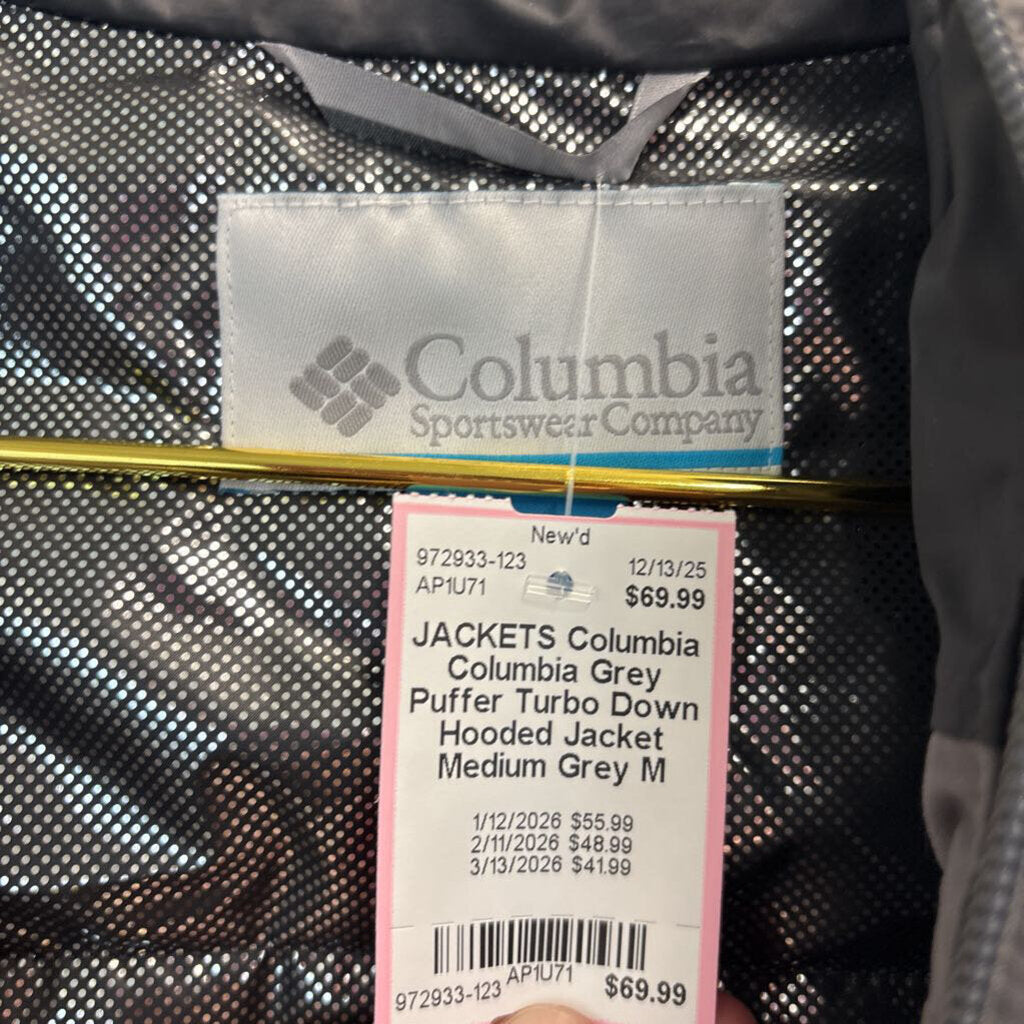 Columbia
Sportswear Company
New'd
972933-123 12/13/25
AP1U71 $69.99
JACKETS Columbia
Columbia Grey
Puffer Turbo Down
Hooded Jacket
Medium Grey M
1/12/2026 $55.99
2/11/2026 $48.99
3/13/2026 $41.99
972933-123 AP1U71 $69.99